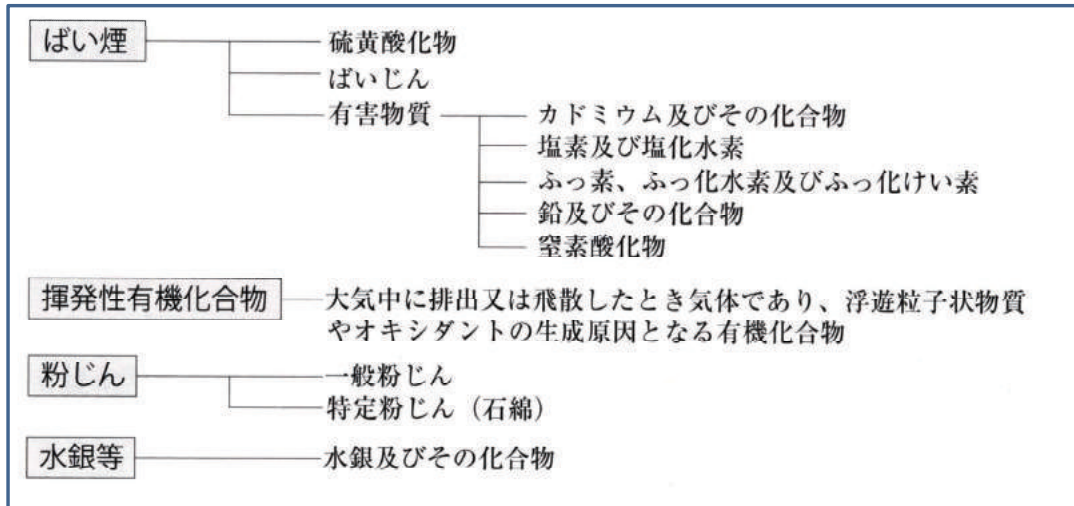 ばい煙
硫黄酸化物
ばいじん
有害物質
カドミウム及びその化合物
塩素及び塩化水素
ふっ素、ふっ化水素及びふっ化けい素
鉛及びその化合物
窒素酸化物
揮発性有機化合物
大気中に排出又は飛散したとき気体であり、浮遊粒子状物質
やオキシダントの生成原因となる有機化合物
粉じん
一般粉じん
特定粉じん（石綿）
水銀等
水銀及びその化合物